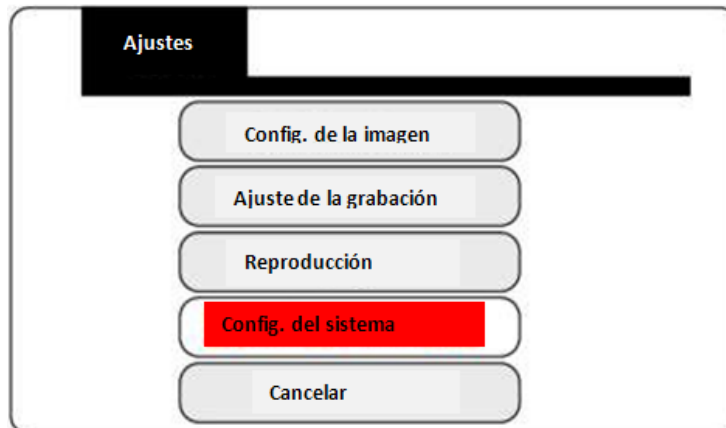 Ajustes
Config. de la imagen
Ajuste de la grabación
Reproducción
Config. del sistema
Cancelar